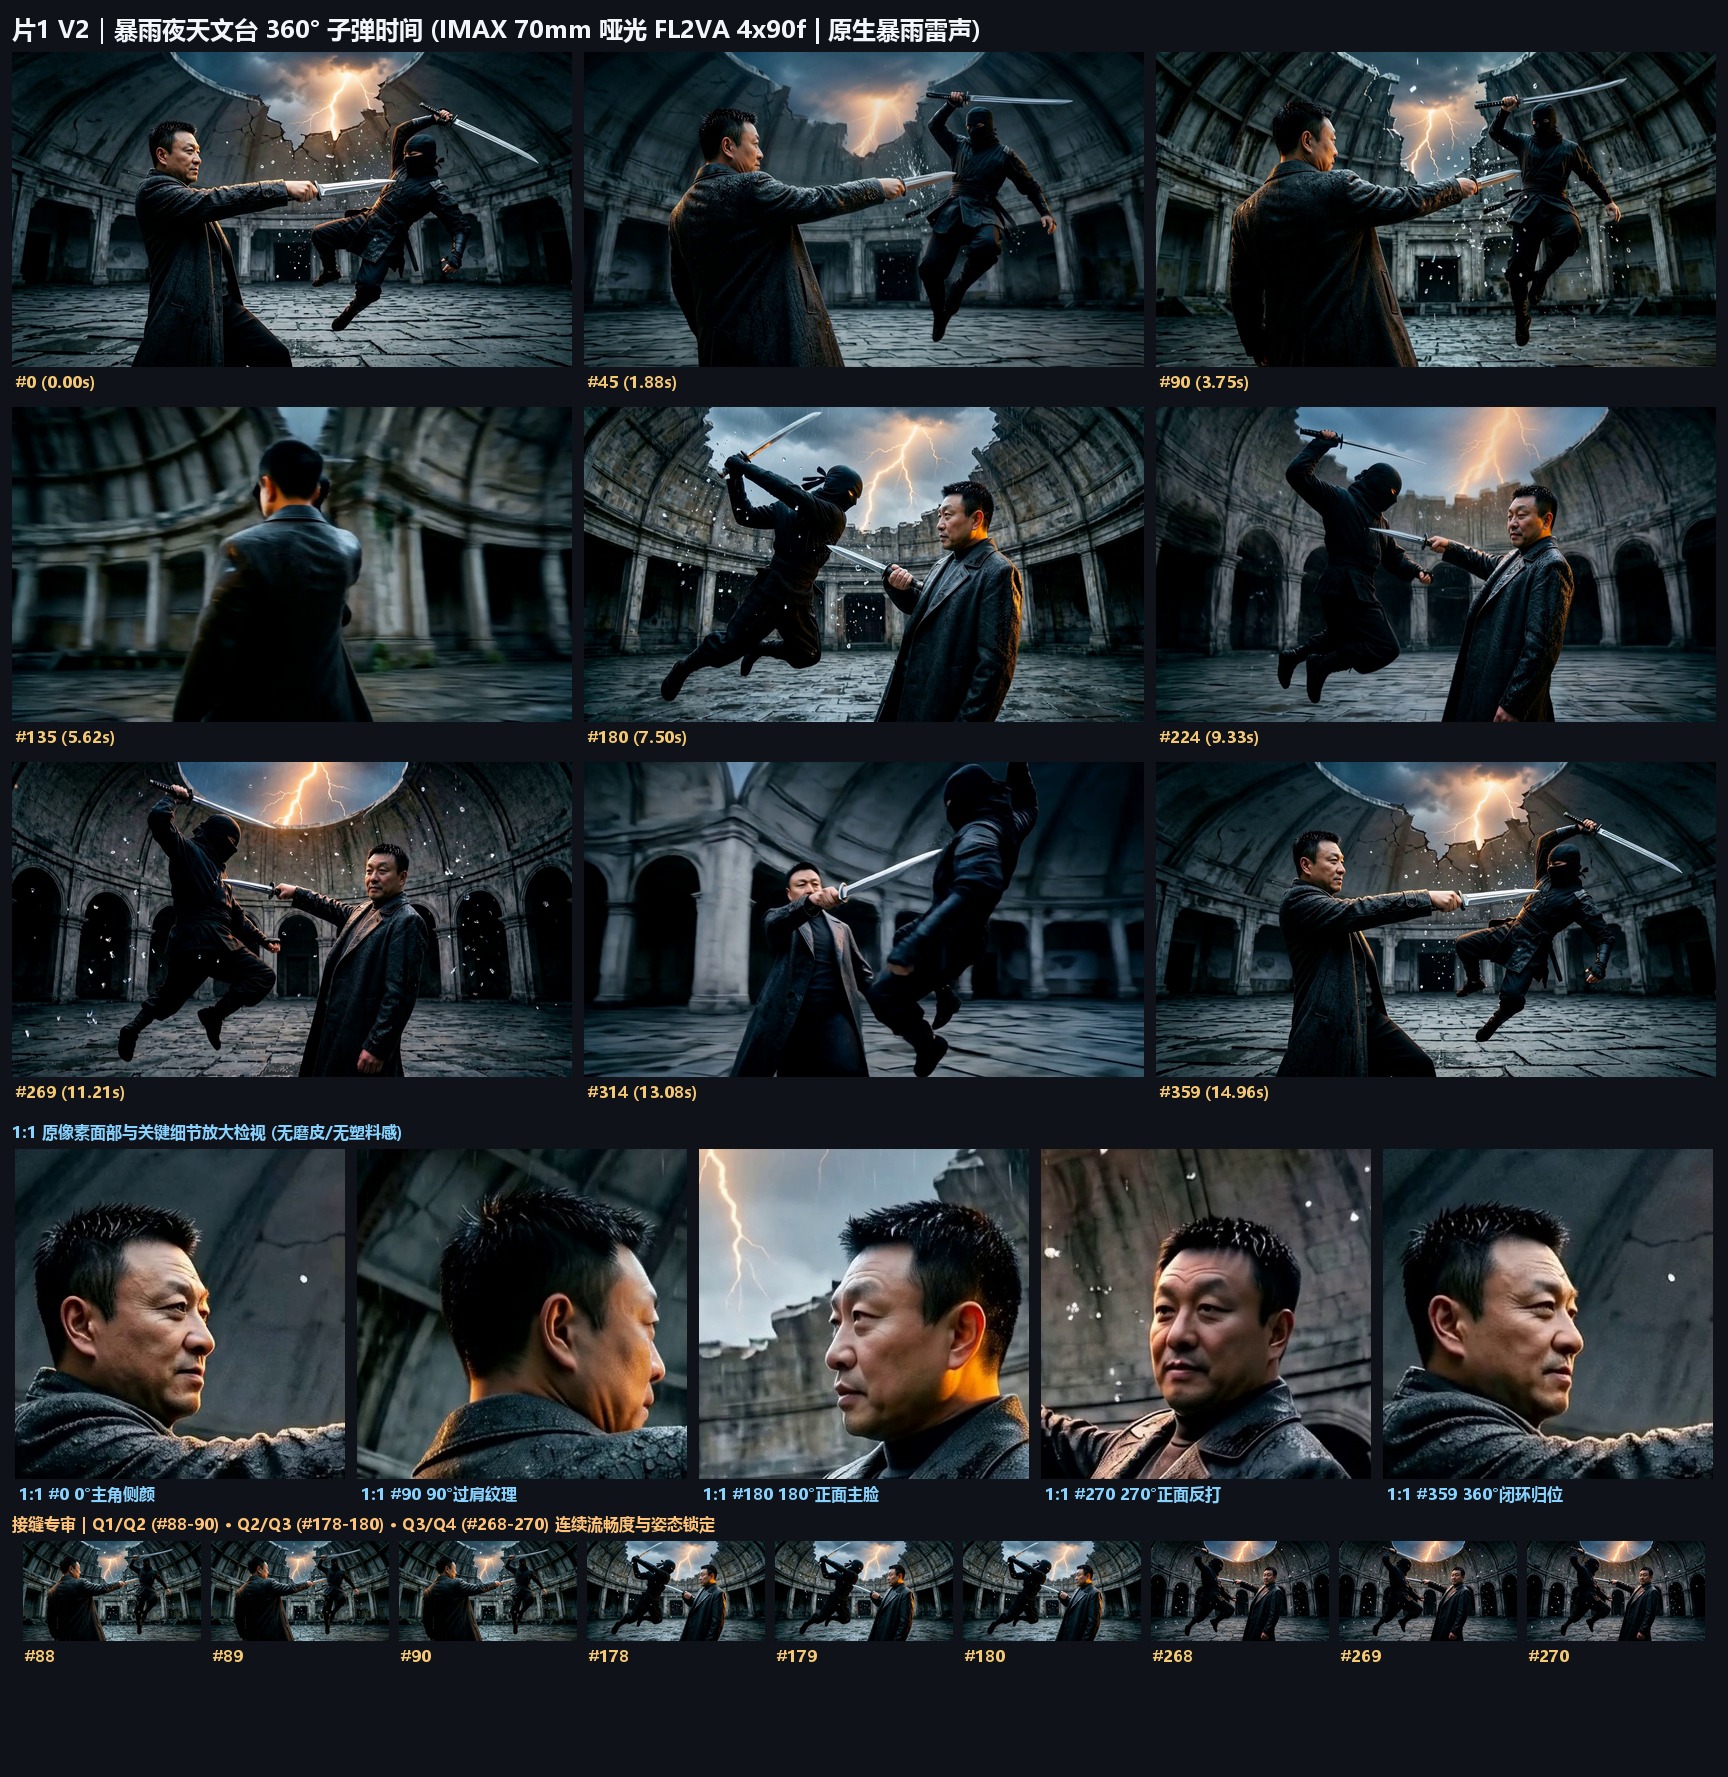 片1 V2｜暴雨夜天文台 360° 子弹时间 (IMAX 70mm 哑光 FL2VA 4x90f | 原生暴雨雷声)
#0 (0.00s)
#45 (1.88s)
#90 (3.75s)
#135 (5.62s)
#180 (7.50s)
#224 (9.33s)
#269 (11.21s)
#314 (13.08s)
#359 (14.96s)
1:1 原像素面部与关键细节放大检视 (无磨皮/无塑料感)
1:1 #0 0°主角侧颜
1:1 #90 90°过肩纹理
1:1 #180 180°正面主脸
1:1 #270 270°正面反打
1:1 #359 360°闭环归位
接缝专审｜Q1/Q2 (#88-90) • Q2/Q3 (#178-180) • Q3/Q4 (#268-270) 连续流畅度与姿态锁定
#88
#89
#90
#178
#179
#180
#268
#269
#270